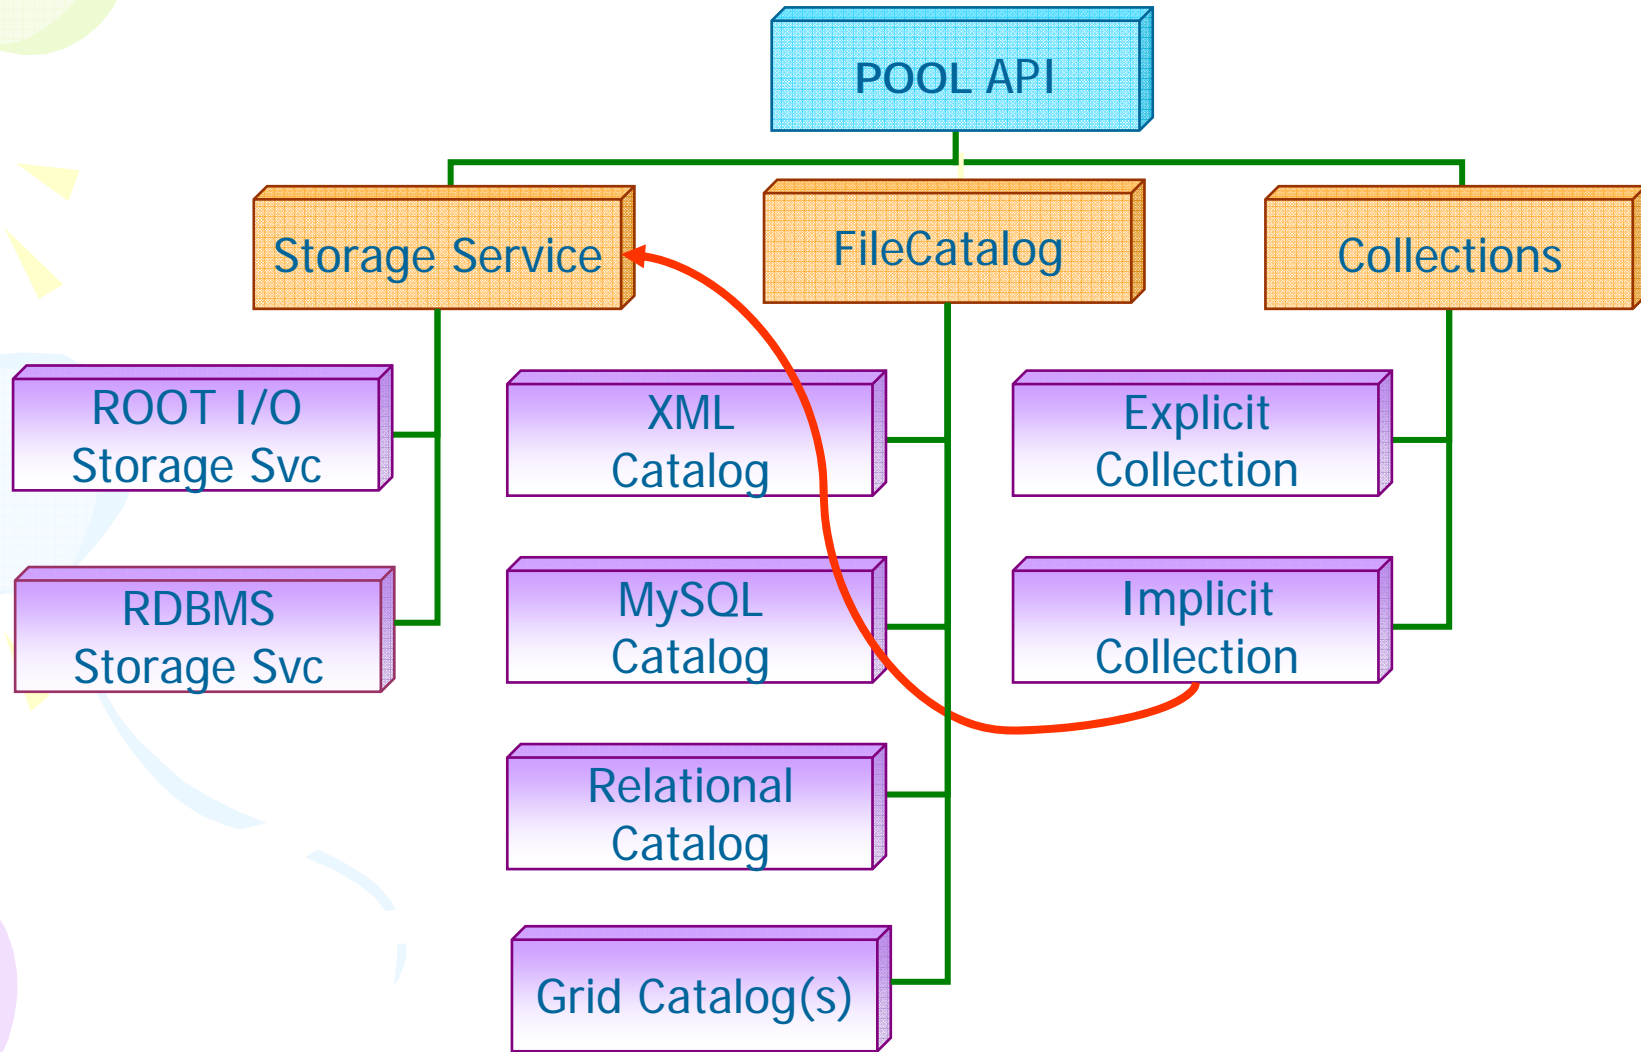 POOL API
Storage Service
FileCatalog
Collections
ROOT I/O
Storage Svc
XML
Catalog
Explicit
Collection
RDBMS
Storage Svc
MySQL
Catalog
Implicit
Collection
Relational
Catalog
Grid Catalog(s)